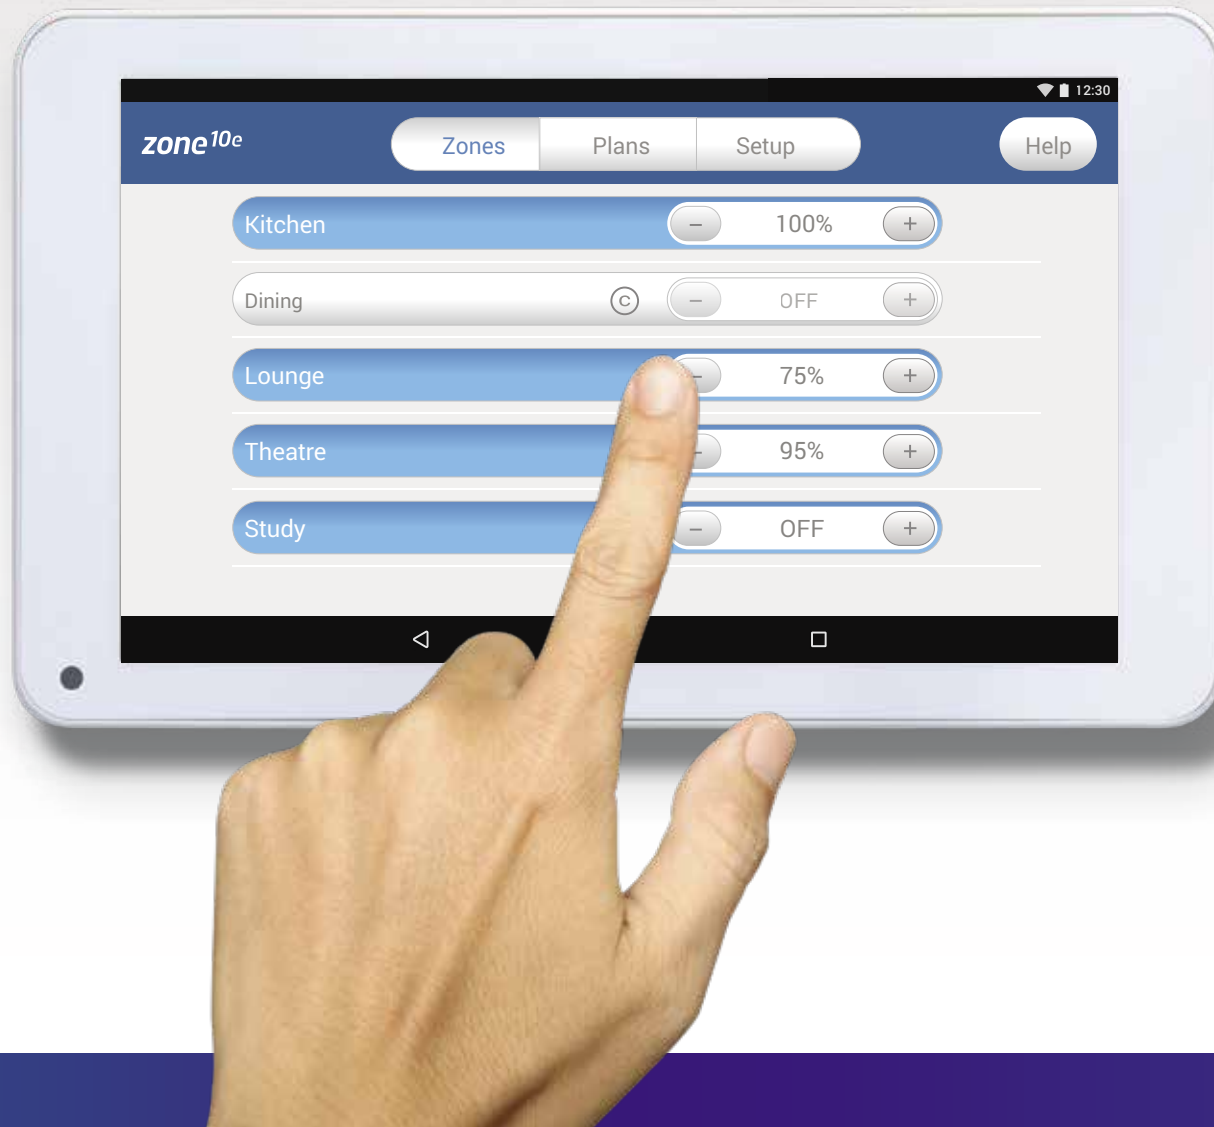 12:30
zone10e
Zones Plans Setup Help
Kitchen − 100% +
Dining C − OFF +
Lounge − 75% +
Theatre − 95% +
Study − OFF +